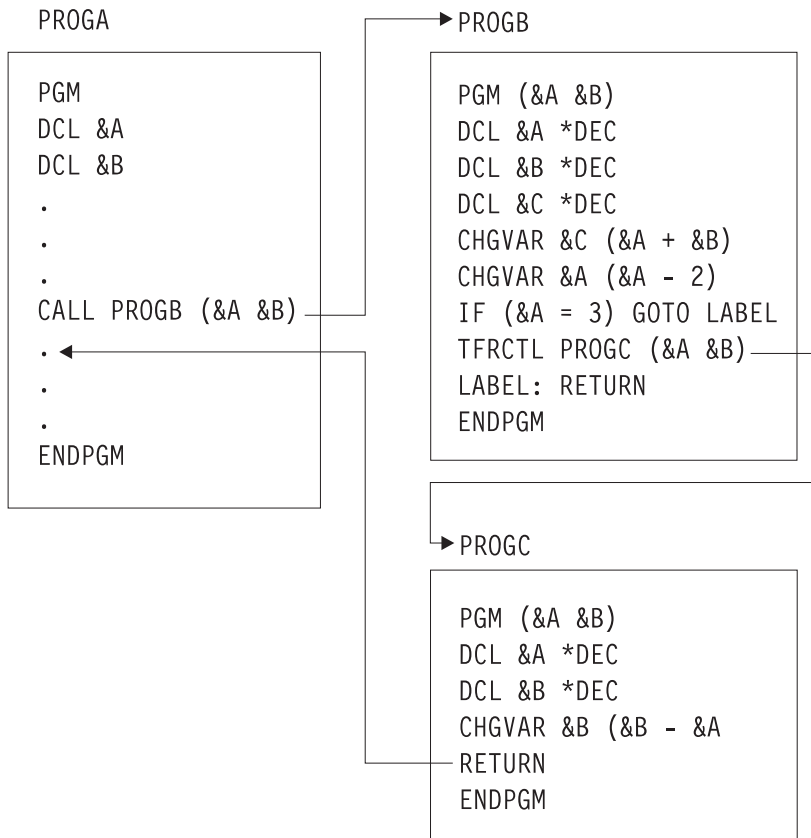 PROGA
PGM
DCL &A
DCL &B
.
.
.
CALL PROGB (&A &B)
.
.
.
ENDPGM
PROGB
PGM (&A &B)
DCL &A *DEC
DCL &B *DEC
DCL &C *DEC
CHGVAR &C (&A + &B)
CHGVAR &A (&A - 2)
IF (&A = 3) GOTO LABEL
TFRCTL PROGC (&A &B)
LABEL: RETURN
ENDPGM
PROGC
PGM (&A &B)
DCL &A *DEC
DCL &B *DEC
CHGVAR &B (&B - &A
RETURN
ENDPGM